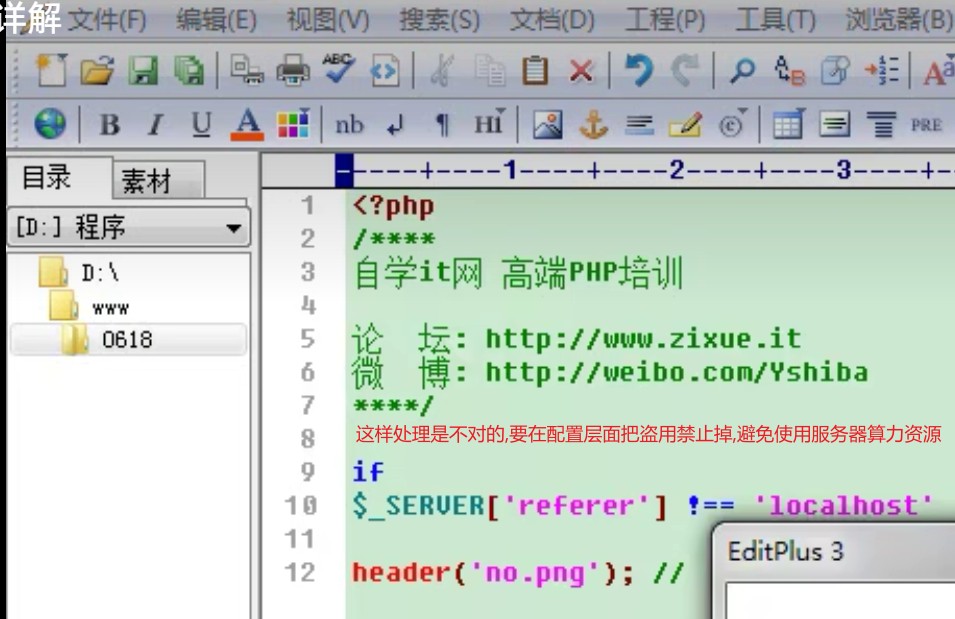 详解
文件(F) 编辑(E) 视图(V) 搜索(S) 文档(D) 工程(P) 工具(T) 浏览器(B)
ABC
A B
A
B I U A nb HI PRE
目录 素材
----+----1----+----2----+----3----+-
[D:] 程序
D:\
www
0618
1 <?php
2 /****
3 自学it网 高端PHP培训
4
5 论 坛: http://www.zixue.it
6 微 博: http://weibo.com/Yshiba
7 ****/
8 这样处理是不对的,要在配置层面把盗用禁止掉,避免使用服务器算力资源
9 if
10 $_SERVER['referer'] !== 'localhost'
11
12 header('no.png'); //
EditPlus 3